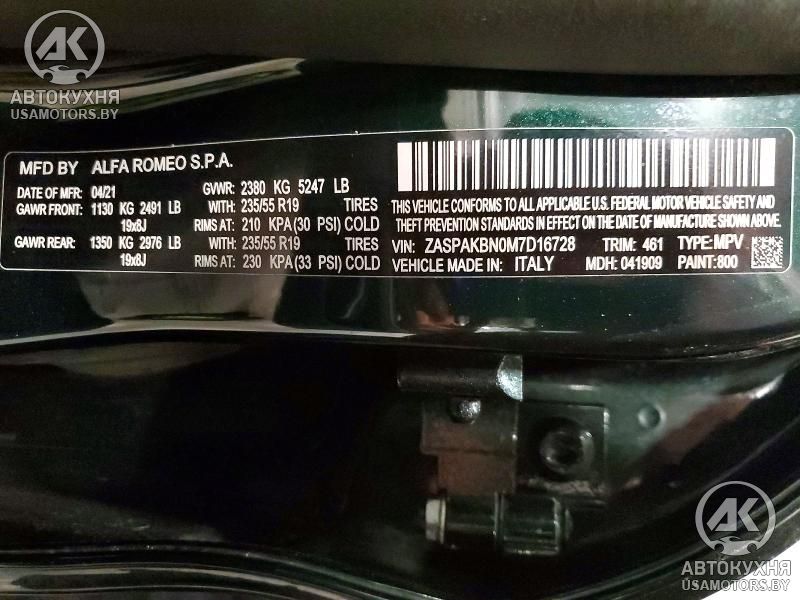 AK
АВТОКУХНЯ
USAMOTORS.BY
MFD BY ALFA ROMEO S.P.A.
DATE OF MFR: 04/21 GVWR: 2380 KG 5247 LB
GAWR FRONT: 1130 KG 2491 LB WITH: 235/55 R19 TIRES
19x8J RIMS AT: 210 KPA (30 PSI) COLD
GAWR REAR: 1350 KG 2976 LB WITH: 235/55 R19 TIRES
19x8J RIMS AT: 230 KPA (33 PSI) COLD
THIS VEHICLE CONFORMS TO ALL APPLICABLE U.S. FEDERAL MOTOR VEHICLE SAFETY AND
THEFT PREVENTION STANDARDS IN EFFECT ON THE DATE OF MANUFACTURE SHOWN ABOVE.
VIN: ZASPAKBN0M7D16728 TRIM: 461 TYPE: MPV
VEHICLE MADE IN: ITALY MDH: 041909 PAINT: 800
AK
АВТОКУХНЯ
USAMOTORS.BY